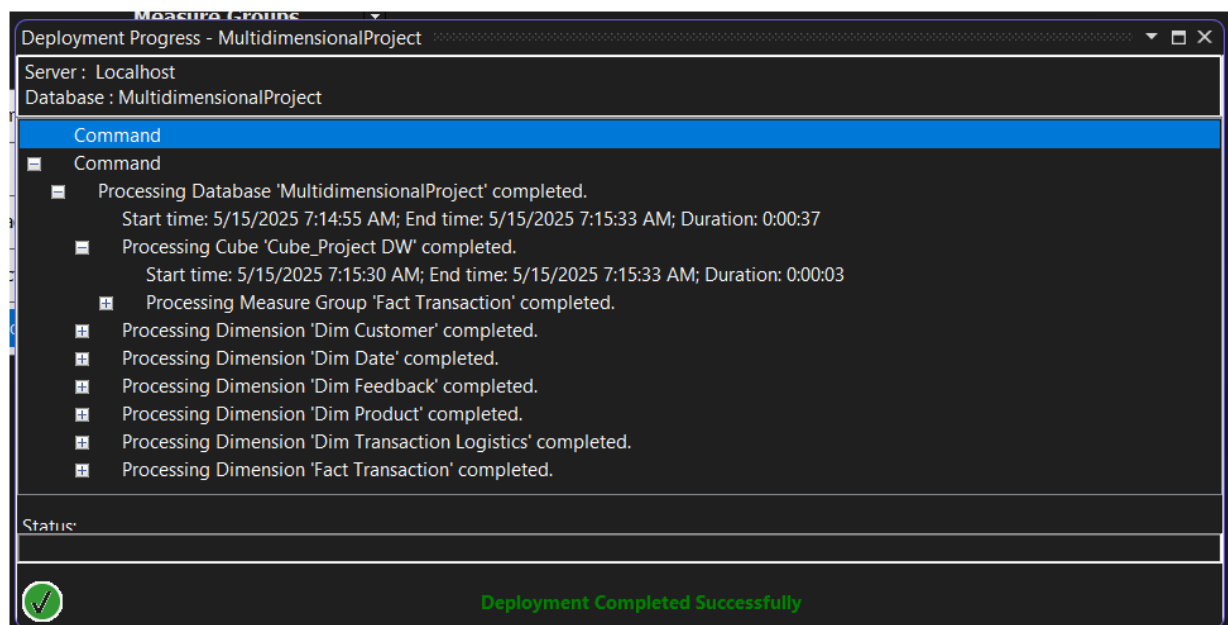 Measure Groups
Deployment Progress - MultidimensionalProject
Server : Localhost
Database : MultidimensionalProject
Command
Command
Processing Database 'MultidimensionalProject' completed.
Start time: 5/15/2025 7:14:55 AM; End time: 5/15/2025 7:15:33 AM; Duration: 0:00:37
Processing Cube 'Cube_Project DW' completed.
Start time: 5/15/2025 7:15:30 AM; End time: 5/15/2025 7:15:33 AM; Duration: 0:00:03
Processing Measure Group 'Fact Transaction' completed.
Processing Dimension 'Dim Customer' completed.
Processing Dimension 'Dim Date' completed.
Processing Dimension 'Dim Feedback' completed.
Processing Dimension 'Dim Product' completed.
Processing Dimension 'Dim Transaction Logistics' completed.
Processing Dimension 'Fact Transaction' completed.
Status:
Deployment Completed Successfully